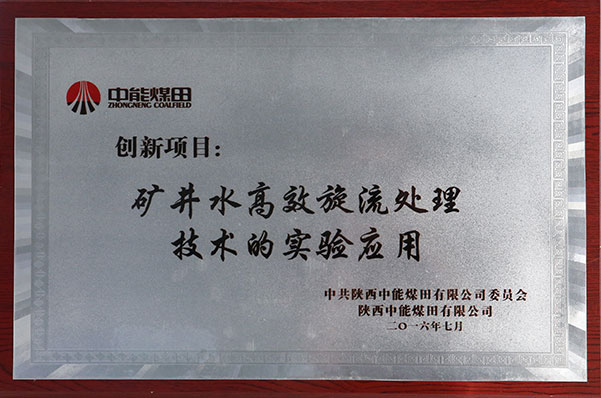 中能煤田
ZHONGNENG COALFIELD
创新项目:
矿井水高效旋流处理
技术的实验应用
中共陕西中能煤田有限公司委员会
陕西中能煤田有限公司
二〇一六年七月